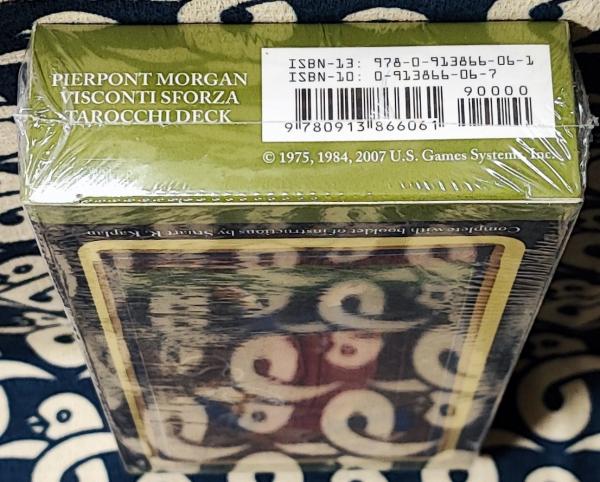 PIERPONT MORGAN
VISCONTI SFORZA
TAROCCHI DECK
ISBN-13: 978-0-913866-06-1
ISBN-10: 0-913866-06-7
90000
9 780913 866061
© 1975, 1984, 2007 U.S. Games Systems, Inc.
Complete with booklet of instructions by Stuart R. Kaplan